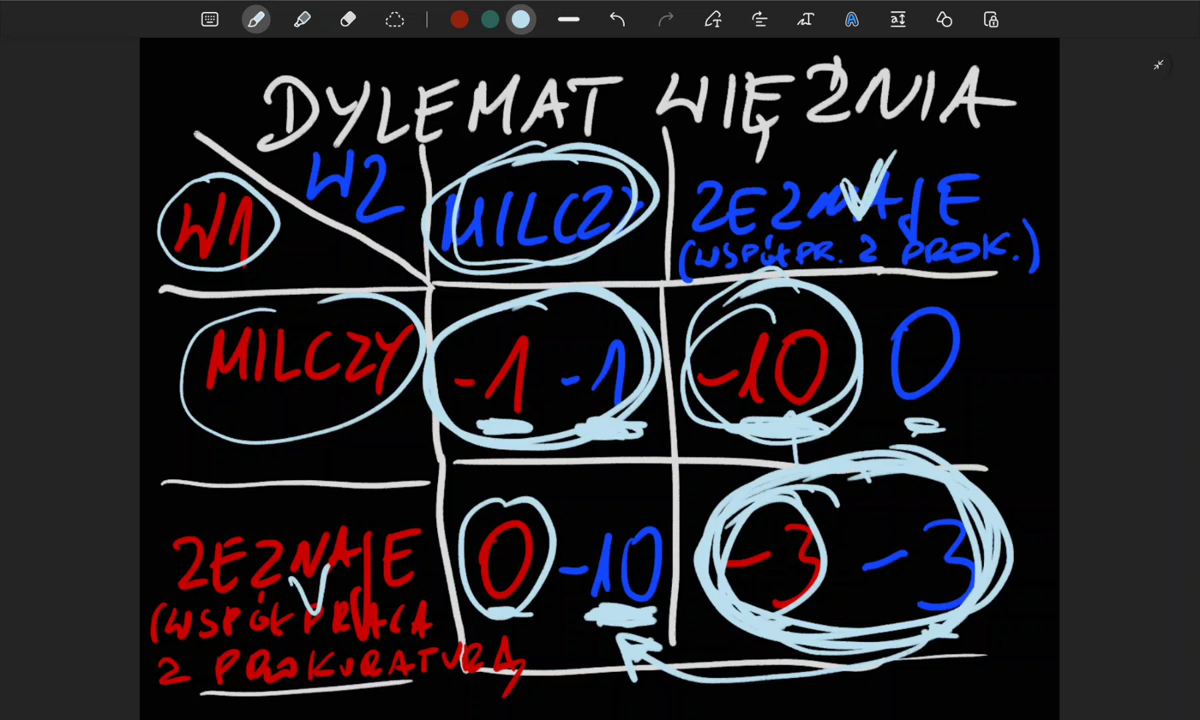 DYLEMAT WIĘŹNIA
W1 W2 MILCZY ZEZNAJE
(WSPÓŁPR. Z PROK.)
MILCZY -1 -1 -10 0
ZEZNAJE 0 -10 -3 -3
(WSPÓŁPRACA
Z PROKURATURĄ